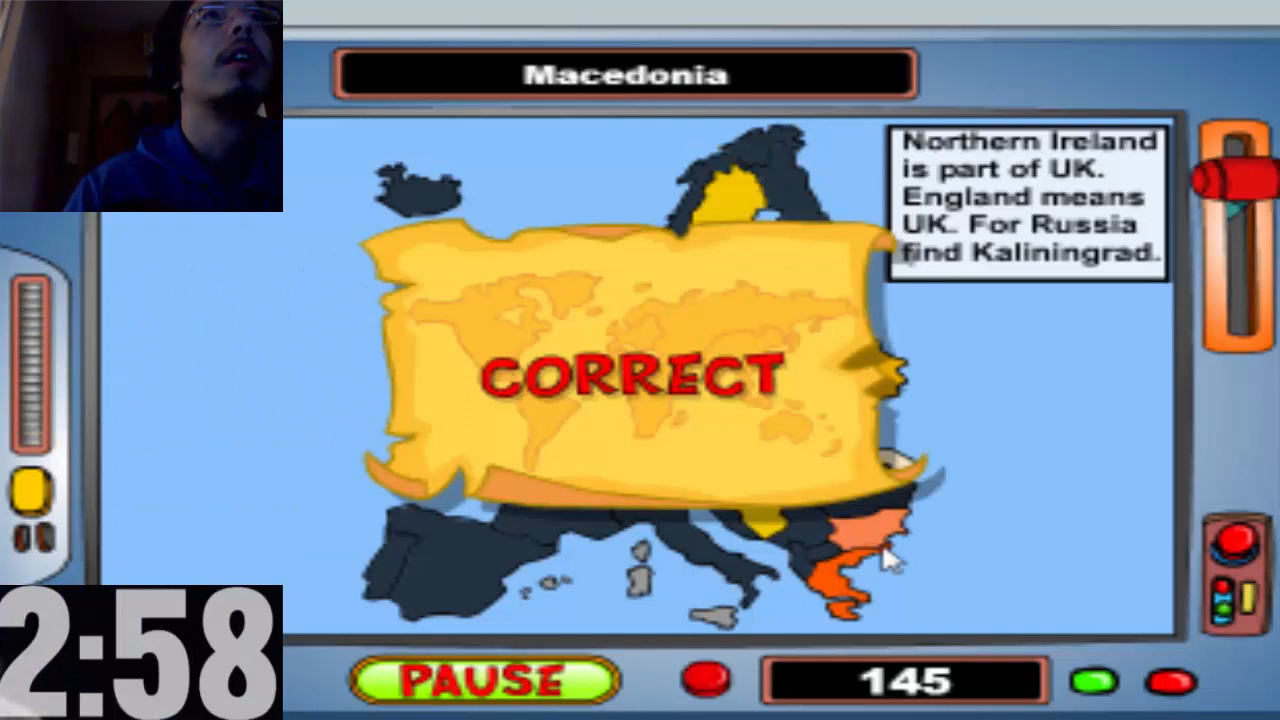 Macedonia
Northern Ireland
is part of UK.
England means
UK. For Russia
find Kaliningrad.
CORRECT
2:58
PAUSE
145